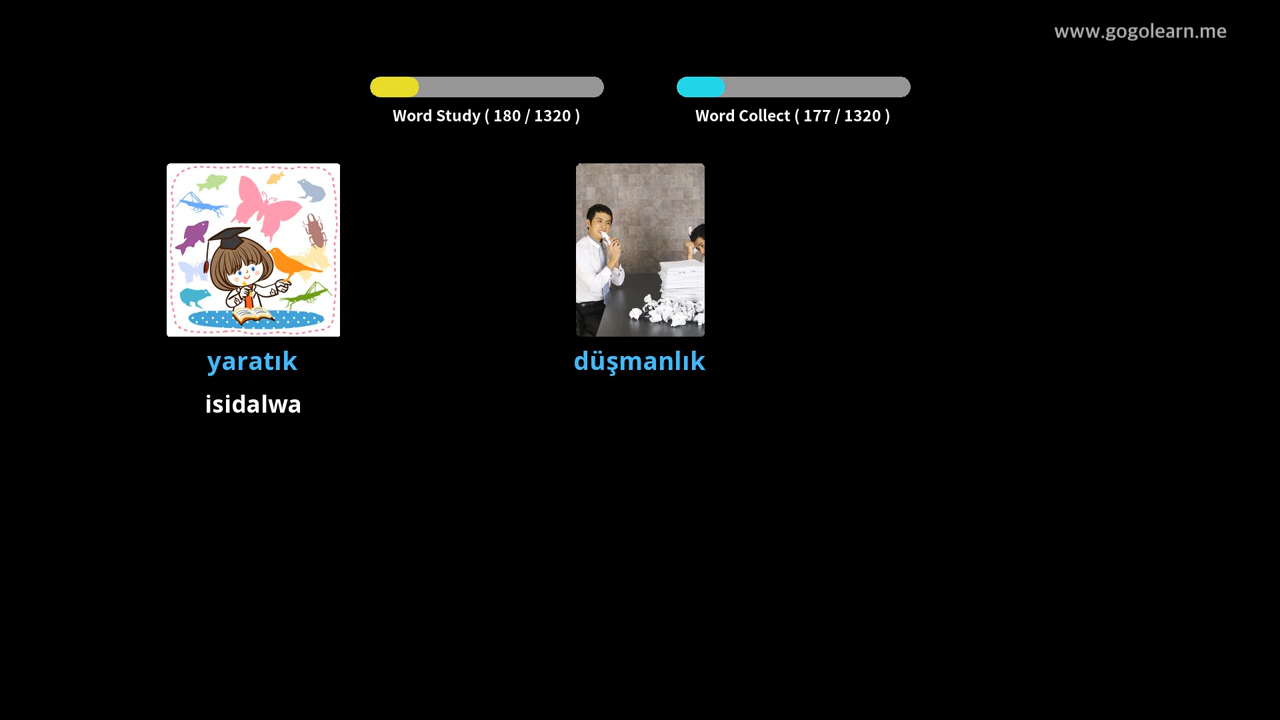 www.gogolearn.me
Word Study ( 180 / 1320 )
Word Collect ( 177 / 1320 )
yaratık
düşmanlık
isidalwa